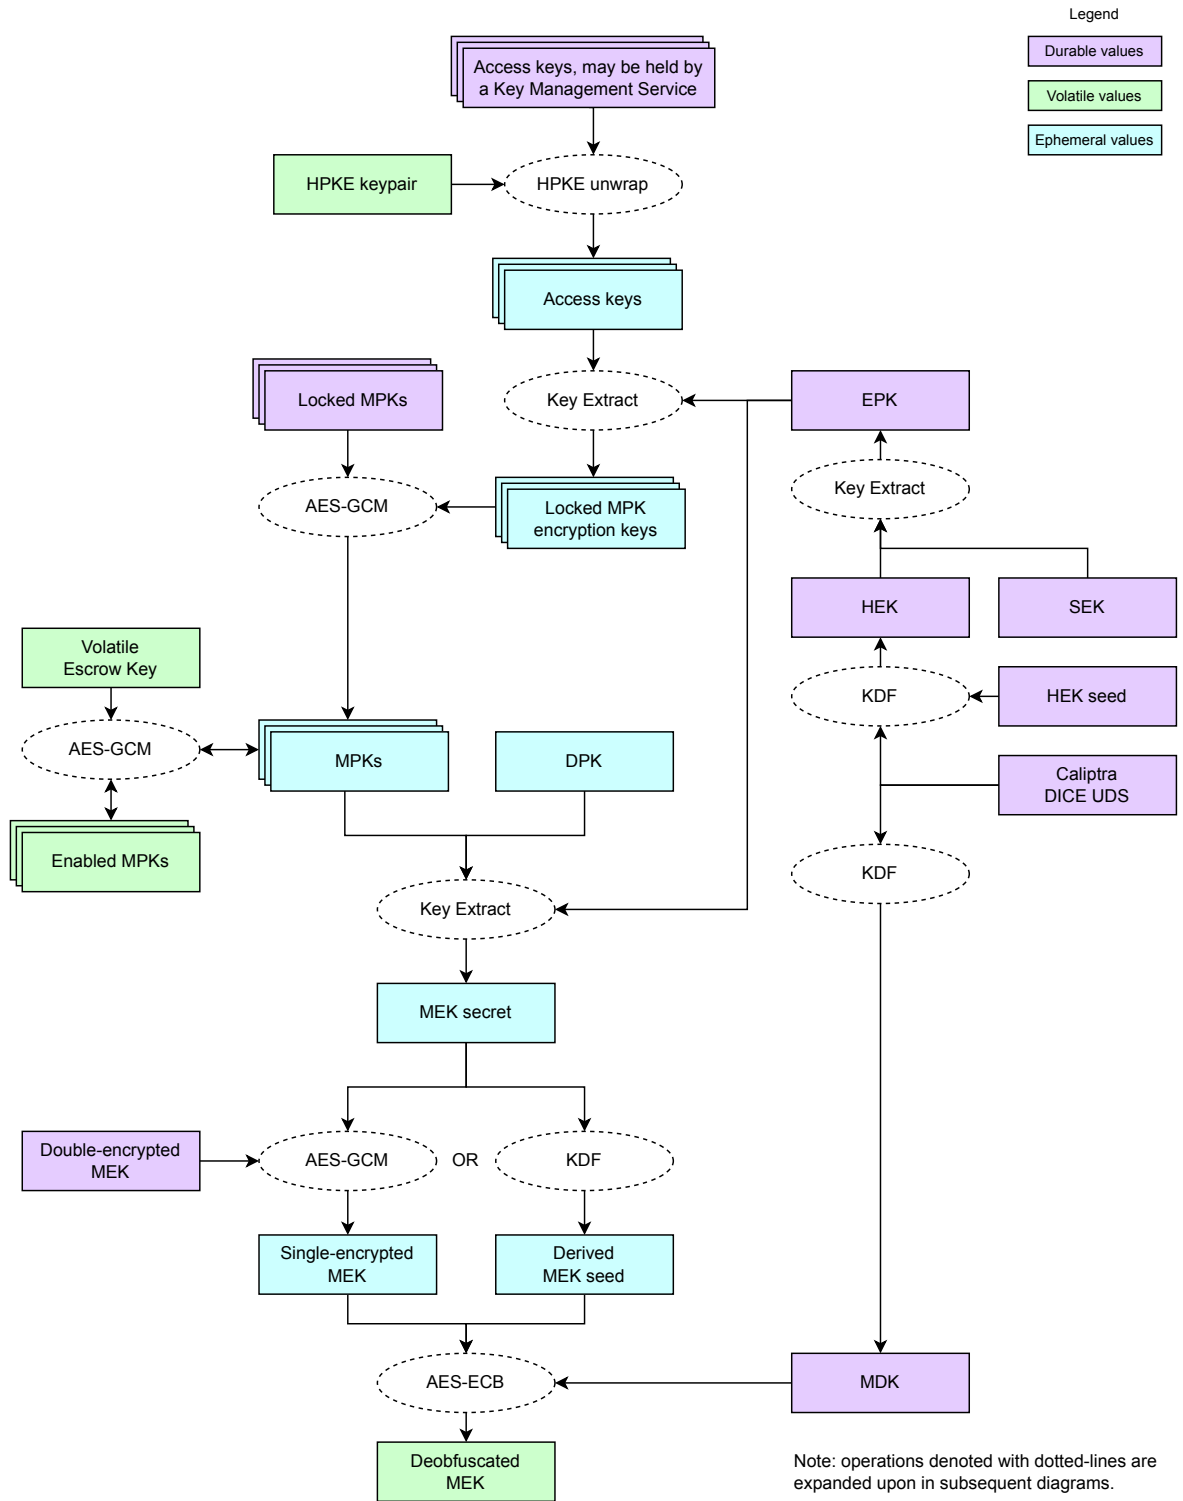 Legend
Durable values
Volatile values
Ephemeral values
Access keys, may be held by
a Key Management Service
HPKE keypair
HPKE unwrap
Access keys
Locked MPKs
Key Extract
EPK
Key Extract
AES-GCM
Locked MPK
encryption keys
HEK
SEK
Volatile
Escrow Key
KDF
HEK seed
AES-GCM
MPKs
DPK
Caliptra
DICE UDS
Enabled MPKs
KDF
Key Extract
MEK secret
Double-encrypted
MEK
AES-GCM
OR
KDF
Single-encrypted
MEK
Derived
MEK seed
AES-ECB
MDK
Deobfuscated
MEK
Note: operations denoted with dotted-lines are
expanded upon in subsequent diagrams.